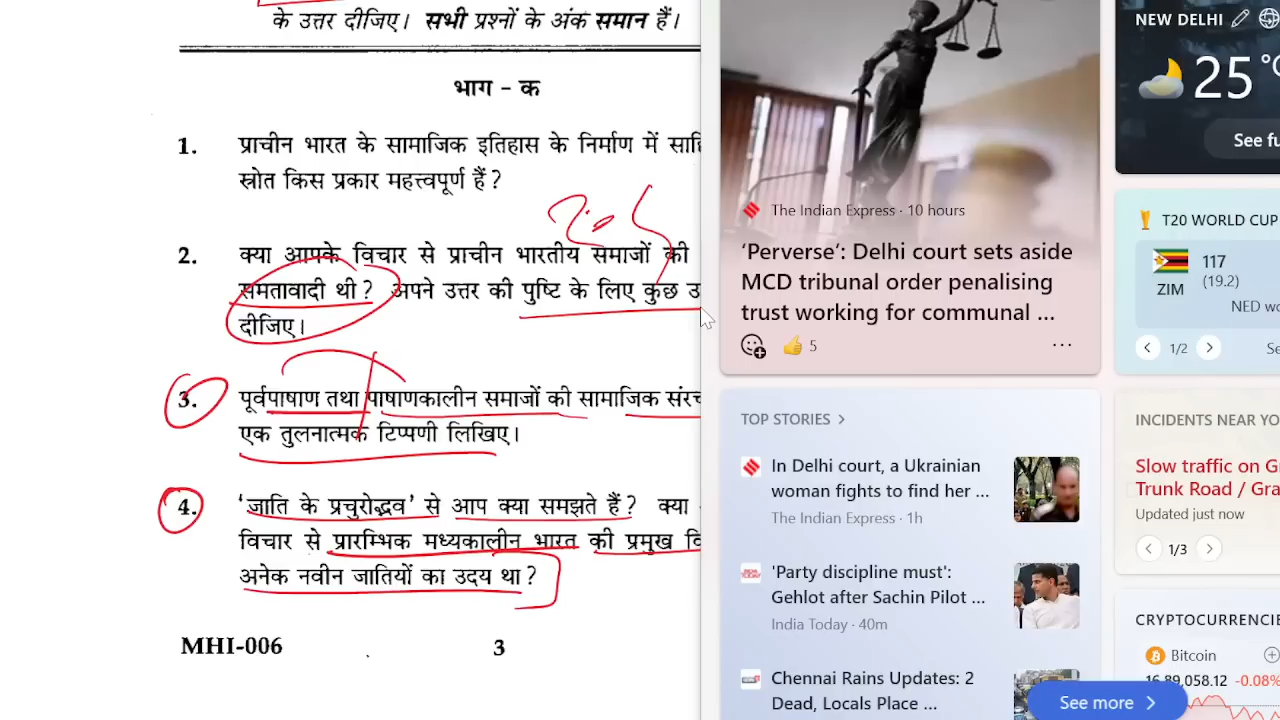 के उत्तर दीजिए। सभी प्रश्नों के अंक समान हैं।
भाग - क
1. प्राचीन भारत के सामाजिक इतिहास के निर्माण में
स्रोत किस प्रकार महत्त्वपूर्ण हैं?
2. क्या आपके विचार से प्राचीन भारतीय समाजों की
समतावादी थी? अपने उत्तर की पुष्टि के लिए कुछ
दीजिए।
3. पूर्वपाषाण तथा पाषाणकालीन समाजों की सामाजिक
एक तुलनात्मक टिप्पणी लिखिए।
4. 'जाति के प्रचुरोद्भव' से आप क्या समझते हैं? क्या
विचार से प्रारम्भिक मध्यकालीन भारत की प्रमुख
अनेक नवीन जातियों का उदय था?
MHI-006 3
The Indian Express · 10 hours
‘Perverse‘: Delhi court sets aside
MCD tribunal order penalising
trust working for communal ...
5 ...
TOP STORIES >
In Delhi court, a Ukrainian
woman fights to find her ...
The Indian Express · 1h
'Party discipline must':
Gehlot after Sachin Pilot ...
India Today · 40m
Chennai Rains Updates: 2
Dead, Locals Place ...
See more >
NEW DELHI
25 °C
See
T20 WORLD CUP
ZIM 117
(19.2)
NED
< 1/2 >
INCIDENTS NEAR
Slow traffic on
Trunk Road /
Updated just now
< 1/3 >
Bitcoin
16,89,058.12 -0.08%